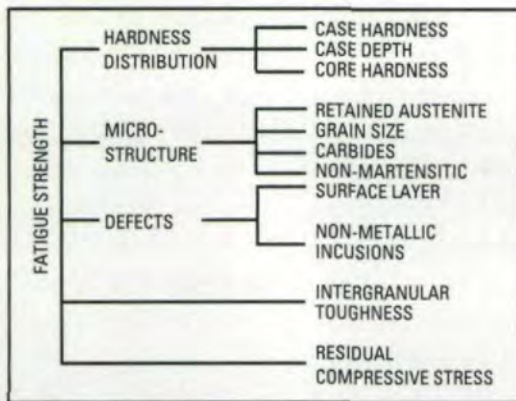 FATIGUE STRENGTH
HARDNESS
DISTRIBUTION
CASE HARDNESS
CASE DEPTH
CORE HARDNESS
MICRO-
STRUCTURE
RETAINED AUSTENITE
GRAIN SIZE
CARBIDES
NON-MARTENSITIC
SURFACE LAYER
DEFECTS
NON-METALLIC
INCUSIONS
INTERGRANULAR
TOUGHNESS
RESIDUAL
COMPRESSIVE STRESS